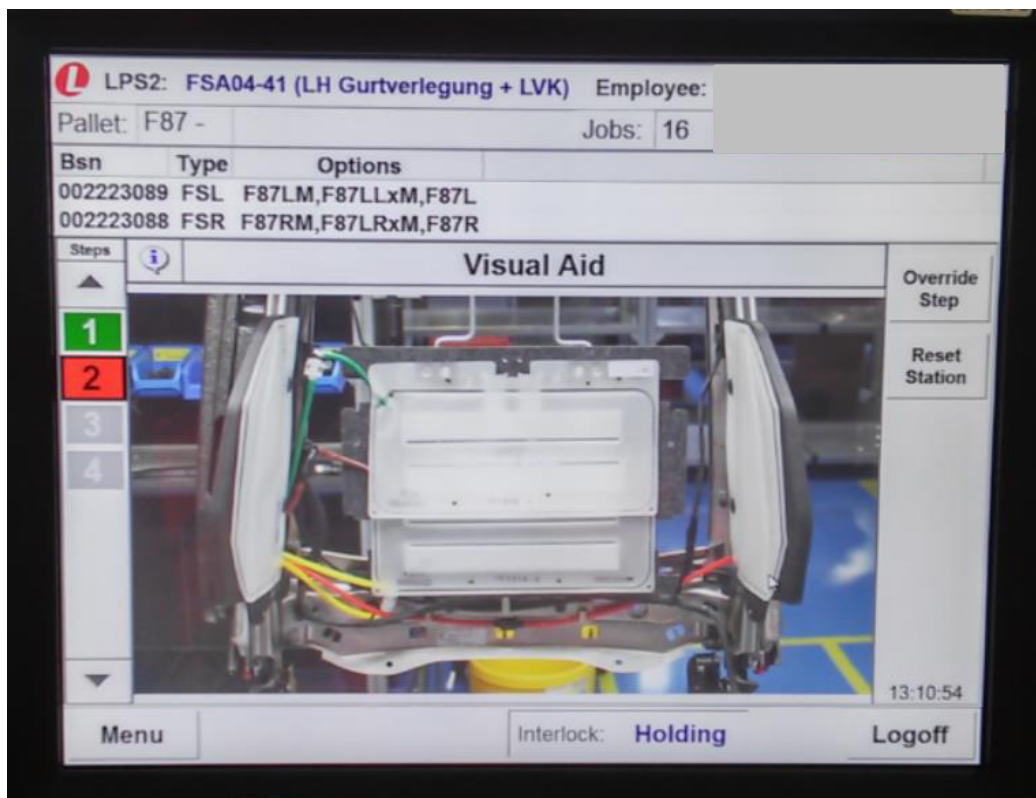 L LPS2: FSA04-41 (LH Gurtverlegung + LVK) Employee:
Pallet: F87 - Jobs: 16
Bsn Type Options
002223089 FSL F87LM,F87LLxM,F87L
002223088 FSR F87RM,F87LRxM,F87R
Steps
i Visual Aid
Override
Step
1
Reset
Station
2
3
4
13:10:54
Menu Interlock: Holding Logoff